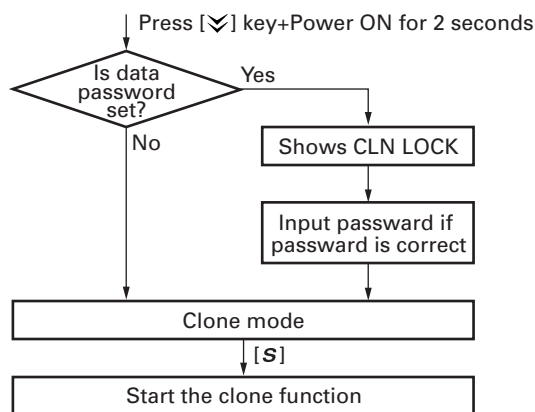 Press [︾] key+Power ON for 2 seconds
Is data
password
set?
Yes
No
Shows CLN LOCK
Input passward if
passward is correct
Clone mode
[S]
Start the clone function